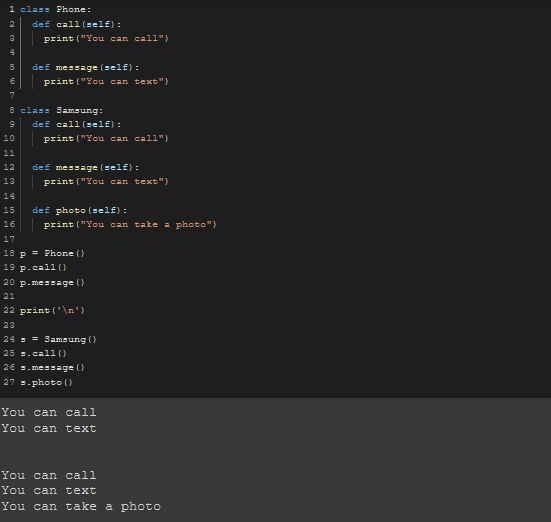 1 class Phone:
2   def call(self):
3     print("You can call")
4
5   def message(self):
6     print("You can text")
7
8 class Samsung:
9   def call(self):
10     print("You can call")
11
12   def message(self):
13     print("You can text")
14
15   def photo(self):
16     print("You can take a photo")
17
18 p = Phone()
19 p.call()
20 p.message()
21
22 print('\n')
23
24 s = Samsung()
25 s.call()
26 s.message()
27 s.photo()
You can call
You can text
You can call
You can text
You can take a photo